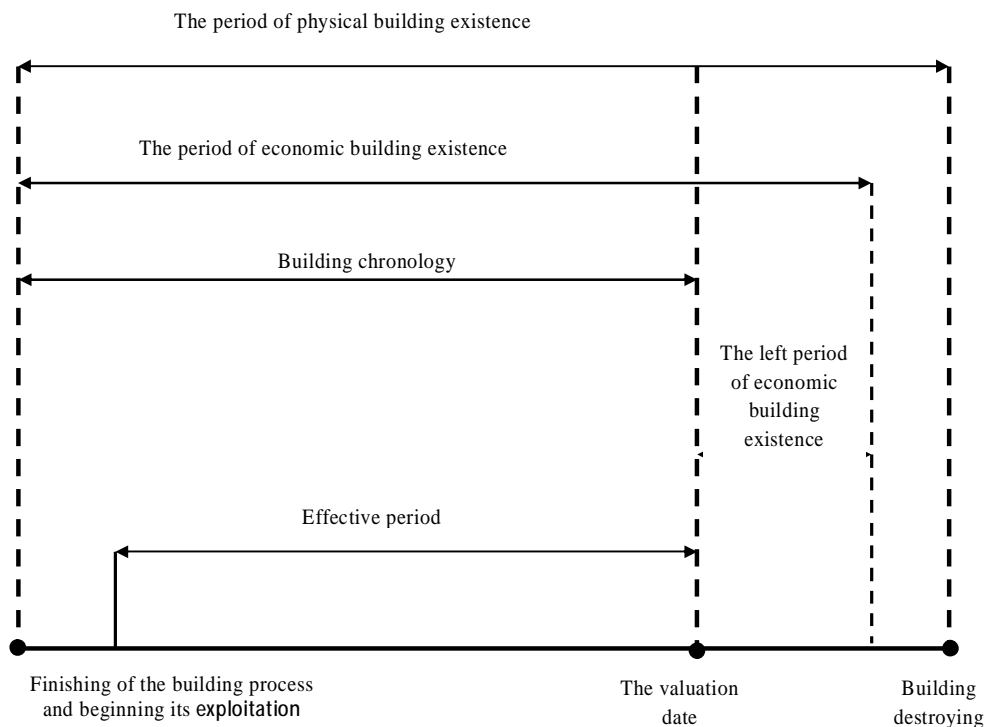 The period of physical building existence
The period of economic building existence
Building chronology
The left period
of economic
building
existence
Effective period
Finishing of the building process
and beginning its exploitation
The valuation
date
Building
destroying